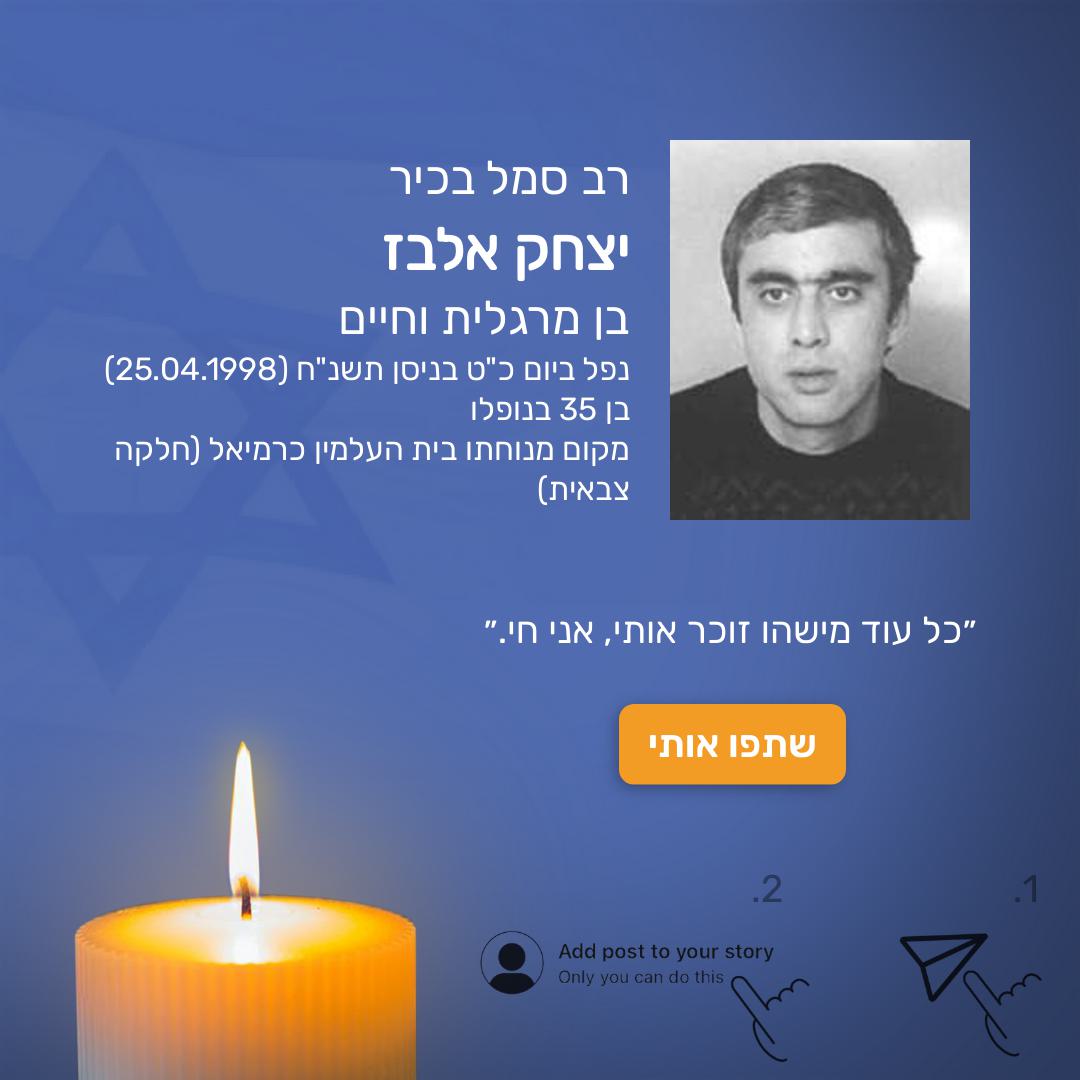 רב סמל בכיר
יצחק אלבז
בן מרגלית וחיים
נפל ביום כ"ט בניסן תשנ"ח (25.04.1998)
בן 35 בנופלו
מקום מנוחתו בית העלמין כרמיאל (חלקה
צבאית)
״כל עוד מישהו זוכר אותי, אני חי.״
שתפו אותי
.1
.2
Add post to your story
Only you can do this